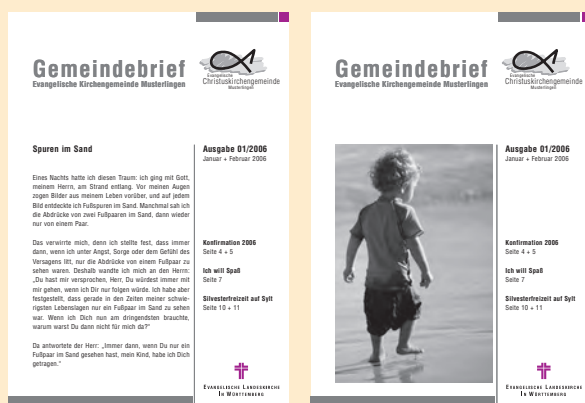 Gemeindebrief
Evangelische Kirchengemeinde Musterlingen
Evangelische
Christuskirchengemeinde
Musterlingen
Spuren im Sand
Eines Nachts hatte ich diesen Traum: ich ging mit Gott,
meinem Herrn, am Strand entlang. Vor meinen Augen
zogen Bilder aus meinem Leben vorüber, und auf jedem
Bild entdeckte ich Fußspuren im Sand. Manchmal sah ich
die Abdrücke von zwei Fußpaaren im Sand, dann wieder
nur von einem Paar.
Das verwirrte mich, denn ich stellte fest, dass immer
dann, wenn ich unter Angst, Sorge oder dem Gefühl des
Versagens litt, nur die Abdrücke von einem Fußpaar zu
sehen waren. Deshalb wandte ich mich an den Herrn:
„Du hast mir versprochen, Herr, Du würdest immer mit
mir gehen, wenn ich Dir nur folgen würde. Ich habe aber
festgestellt, dass gerade in den Zeiten meiner schwie-
rigsten Lebenslagen nur ein Fußpaar im Sand zu sehen
war. Wenn ich Dich nun am dringendsten brauchte,
warum warst Du dann nicht für mich da?"
Da antwortete der Herr: „Immer dann, wenn Du nur ein
Fußpaar im Sand gesehen hast, mein Kind, habe ich Dich
getragen."
Ausgabe 01/2006
Januar + Februar 2006
Konfirmation 2006
Seite 4 + 5
Ich will Spaß
Seite 7
Silvesterfreizeit auf Sylt
Seite 10 + 11
Evangelische Landeskirche
In Württemberg
Gemeindebrief
Evangelische Kirchengemeinde Musterlingen
Evangelische
Christuskirchengemeinde
Musterlingen
Ausgabe 01/2006
Januar + Februar 2006
Konfirmation 2006
Seite 4 + 5
Ich will Spaß
Seite 7
Silvesterfreizeit auf Sylt
Seite 10 + 11
Evangelische Landeskirche
In Württemberg